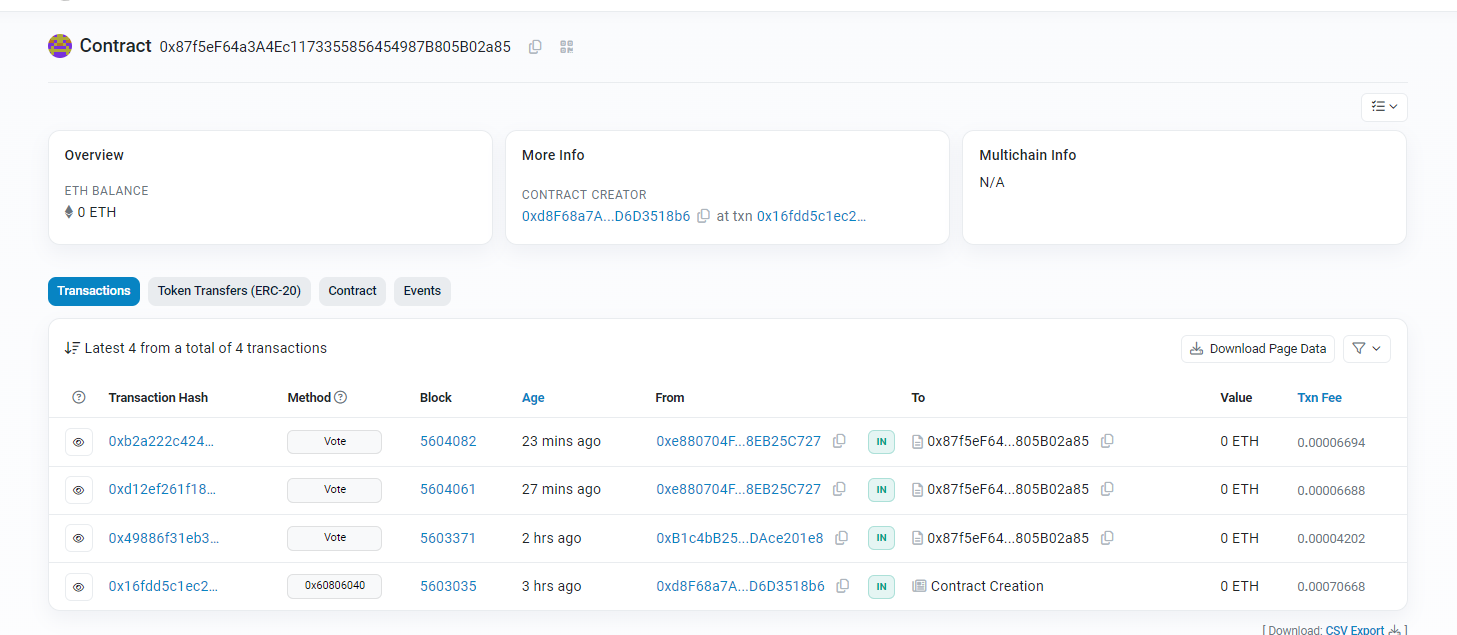 Contract 0x87f5eF64a3A4Ec1173355856454987B805B02a85
Overview
ETH BALANCE
0 ETH
More Info
CONTRACT CREATOR
0xd8F68a7A...D6D3518b6 at txn 0x16fdd5c1ec2...
Multichain Info
N/A
Transactions Token Transfers (ERC-20) Contract Events
Latest 4 from a total of 4 transactions
Download Page Data
Transaction Hash Method Block Age From To Value Txn Fee
0xb2a222c424... Vote 5604082 23 mins ago 0xe880704F...8EB25C727 IN 0x87f5eF64...805B02a85 0 ETH 0.00006694
0xd12ef261f18... Vote 5604061 27 mins ago 0xe880704F...8EB25C727 IN 0x87f5eF64...805B02a85 0 ETH 0.00006688
0x49886f31eb3... Vote 5603371 2 hrs ago 0xB1c4bB25...DAce201e8 IN 0x87f5eF64...805B02a85 0 ETH 0.00004202
0x16fdd5c1ec2... 0x60806040 5603035 3 hrs ago 0xd8F68a7A...D6D3518b6 IN Contract Creation 0 ETH 0.00070668
[ Download: CSV Export ]